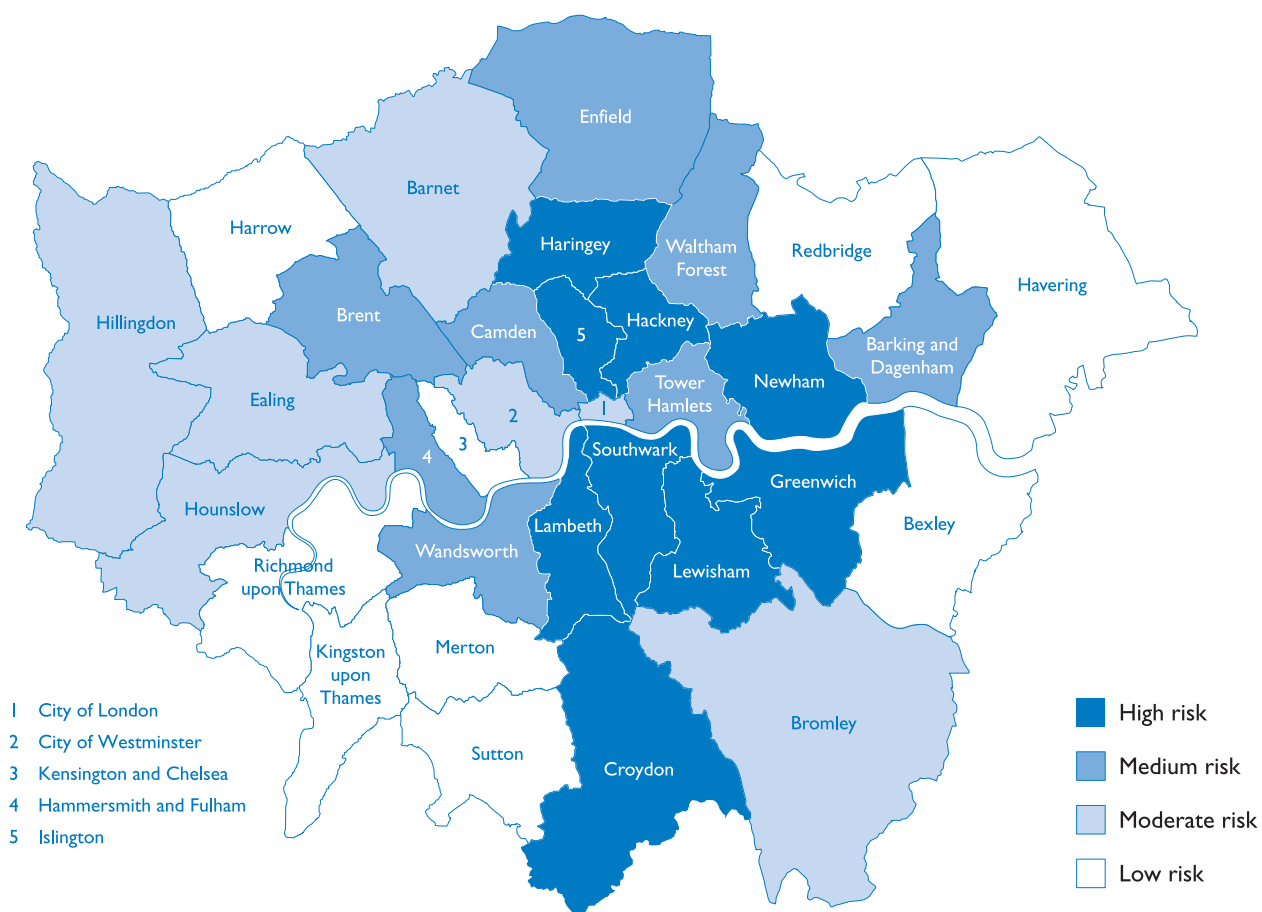 Enfield
Barnet
Harrow
Haringey
Waltham
Forest
Redbridge
Havering
Hillingdon
Brent
Camden
5
Hackney
Barking and
Dagenham
Newham
Tower
Hamlets
Ealing
2
1
3
4
Southwark
Greenwich
Hounslow
Lambeth
Bexley
Wandsworth
Richmond
upon Thames
Lewisham
Merton
Kingston
upon
Thames
Bromley
Sutton
Croydon
1 City of London
2 City of Westminster
3 Kensington and Chelsea
4 Hammersmith and Fulham
5 Islington
High risk
Medium risk
Moderate risk
Low risk